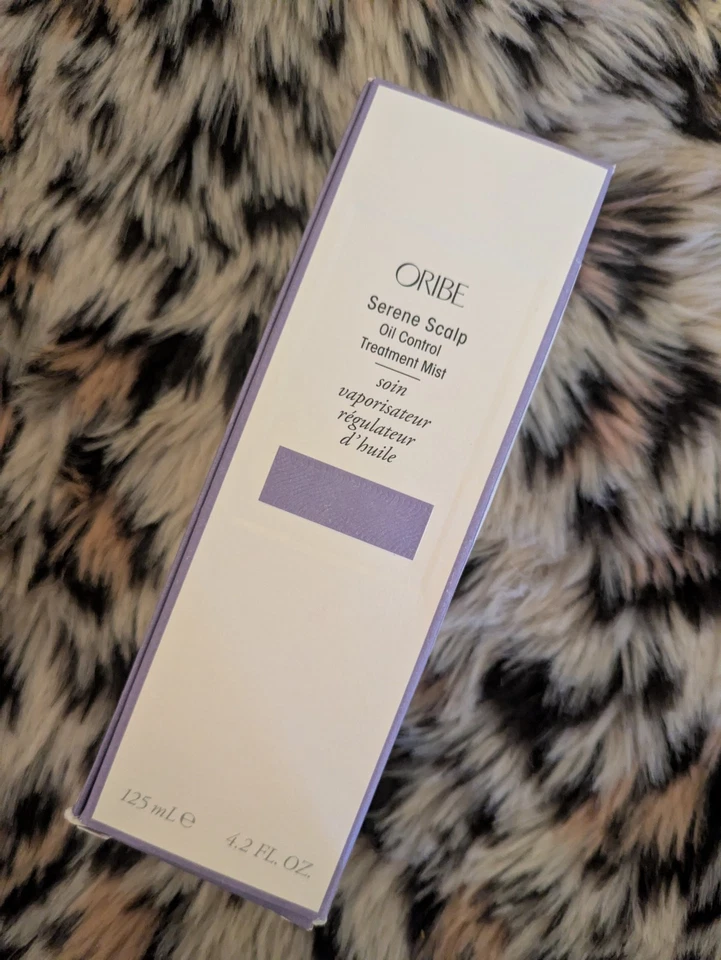 ORIBE
Serene Scalp
Oil Control
Treatment Mist
soin
vaporisateur
régulateur
d'huile
125 mL ℮
4.2 FL. OZ.